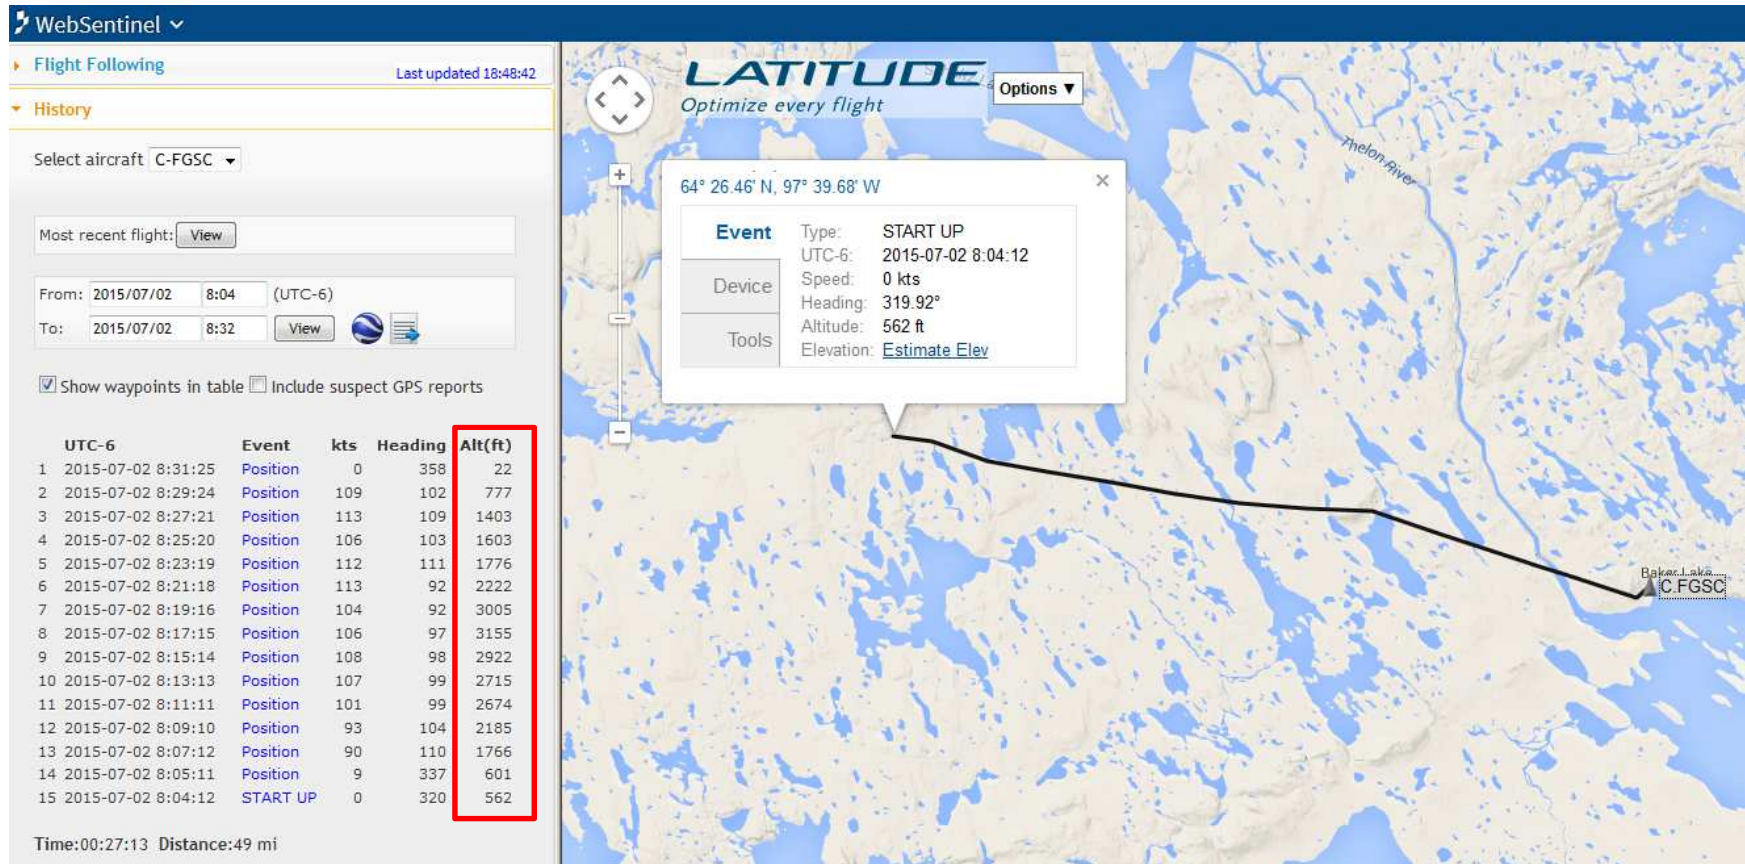 WebSentinel
Flight Following
Last updated 18:48:42
History
Select aircraft C-FGSC
Most recent flight: View
From: 2015/07/02 8:04 (UTC-6)
To: 2015/07/02 8:32 View
Show waypoints in table Include suspect GPS reports
UTC-6 Event kts Heading Alt(ft)
1 2015-07-02 8:31:25 Position 0 358 22
2 2015-07-02 8:29:24 Position 109 102 777
3 2015-07-02 8:27:21 Position 113 109 1403
4 2015-07-02 8:25:20 Position 106 103 1603
5 2015-07-02 8:23:19 Position 112 111 1776
6 2015-07-02 8:21:18 Position 113 92 2222
7 2015-07-02 8:19:16 Position 104 92 3005
8 2015-07-02 8:17:15 Position 106 97 3155
9 2015-07-02 8:15:14 Position 108 98 2922
10 2015-07-02 8:13:13 Position 107 99 2715
11 2015-07-02 8:11:11 Position 101 99 2674
12 2015-07-02 8:09:10 Position 93 104 2185
13 2015-07-02 8:07:12 Position 90 110 1766
14 2015-07-02 8:05:11 Position 9 337 601
15 2015-07-02 8:04:12 START UP 0 320 562
Time:00:27:13 Distance:49 mi
LATITUDE
Optimize every flight
Options ▼
64° 26.46' N, 97° 39.68' W
Event
Device
Tools
Type: START UP
UTC-6: 2015-07-02 8:04:12
Speed: 0 kts
Heading: 319.92°
Altitude: 562 ft
Elevation: Estimate Elev
Thelon River
Baker Lake
C.FGSC